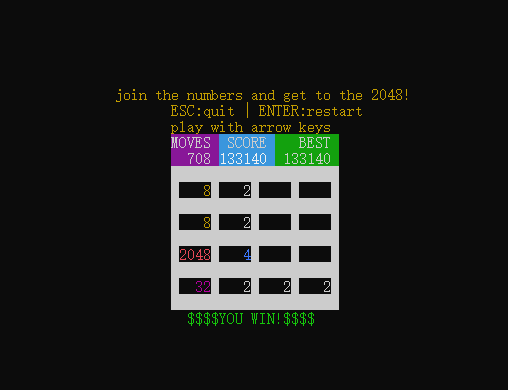 join the numbers and get to the 2048!
ESC:quit | ENTER:restart
play with arrow keys
MOVES SCORE BEST
708 133140 133140
8 2
8 2
2048 4
32 2 2 2
$$$$YOU WIN!$$$$